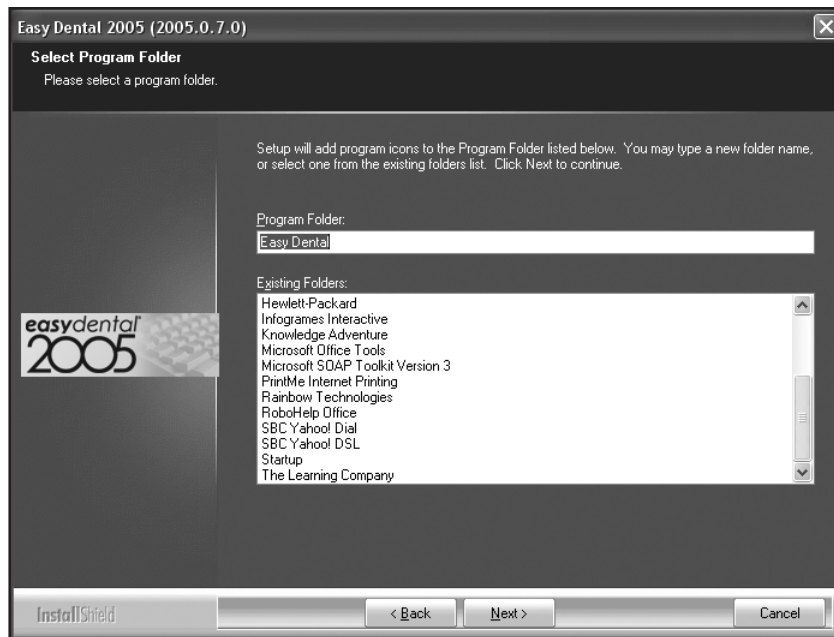 Easy Dental 2005 (2005.0.7.0)
Select Program Folder
Please select a program folder.
Setup will add program icons to the Program Folder listed below. You may type a new folder name,
or select one from the existing folders list. Click Next to continue.
Program Folder:
Easy Dental
Existing Folders:
Hewlett-Packard
Infogrames Interactive
Knowledge Adventure
Microsoft Office Tools
Microsoft SOAP Toolkit Version 3
PrintMe Internet Printing
Rainbow Technologies
RoboHelp Office
SBC Yahoo! Dial
SBC Yahoo! DSL
Startup
The Learning Company
easydental
2005
InstallShield
< Back
Next >
Cancel